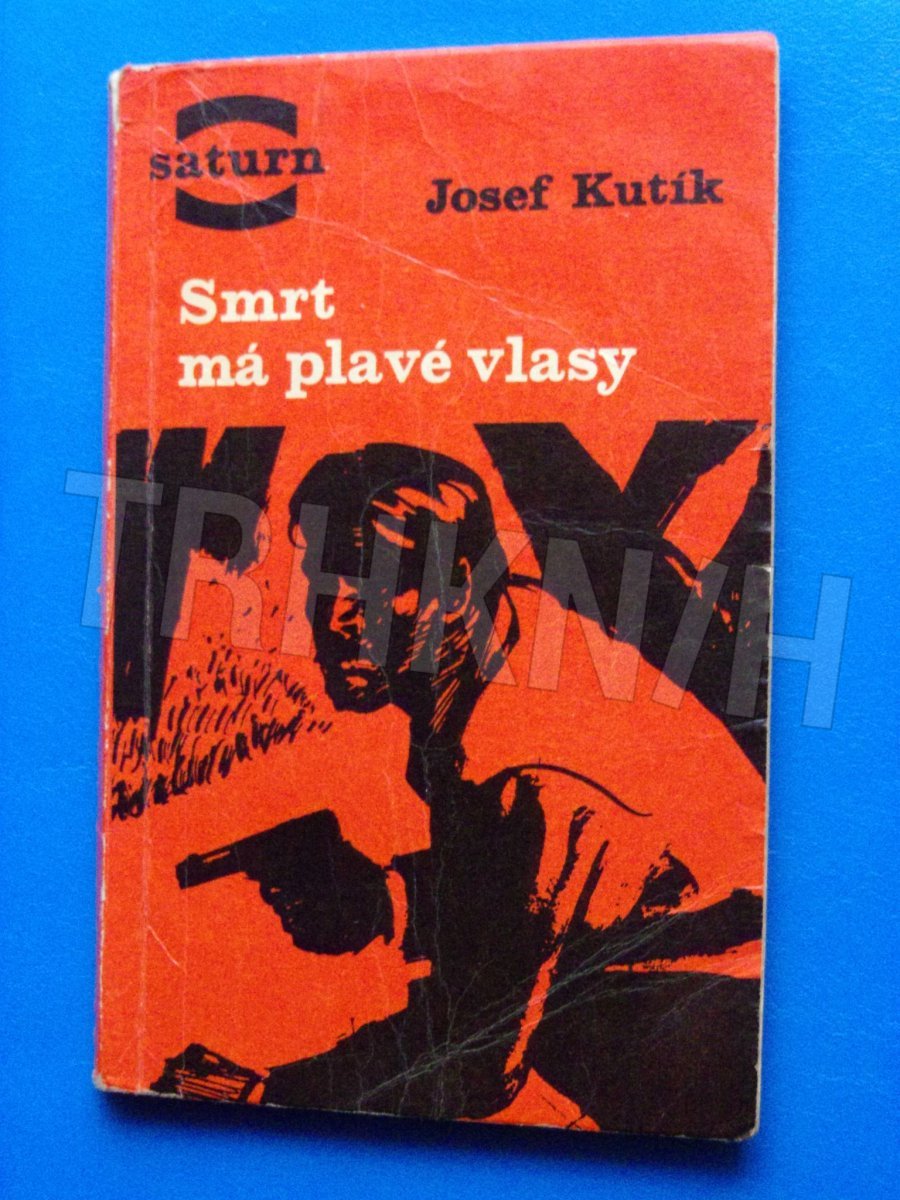 saturn
Josef Kutík
Smrt
má plavé vlasy
TRHKNIH